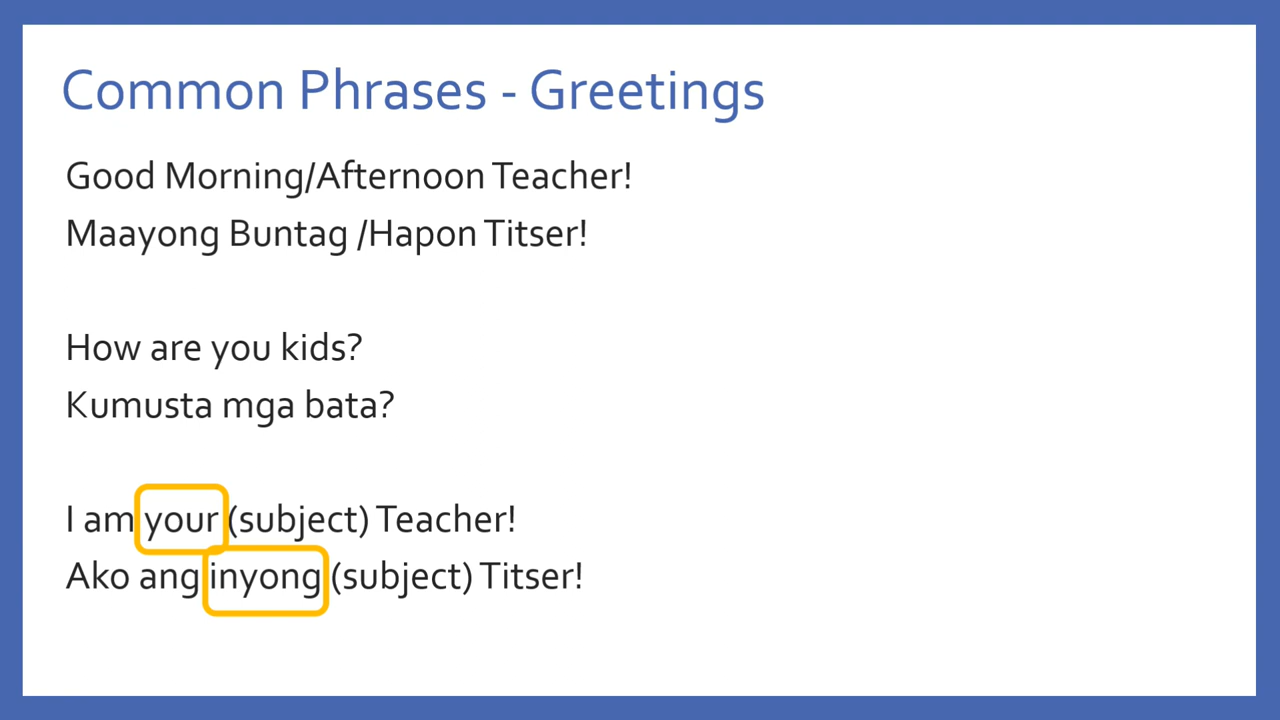 Common Phrases - Greetings
Good Morning/Afternoon Teacher!
Maayong Buntag /Hapon Titser!
How are you kids?
Kumusta mga bata?
I am your (subject) Teacher!
Ako ang inyong (subject) Titser!